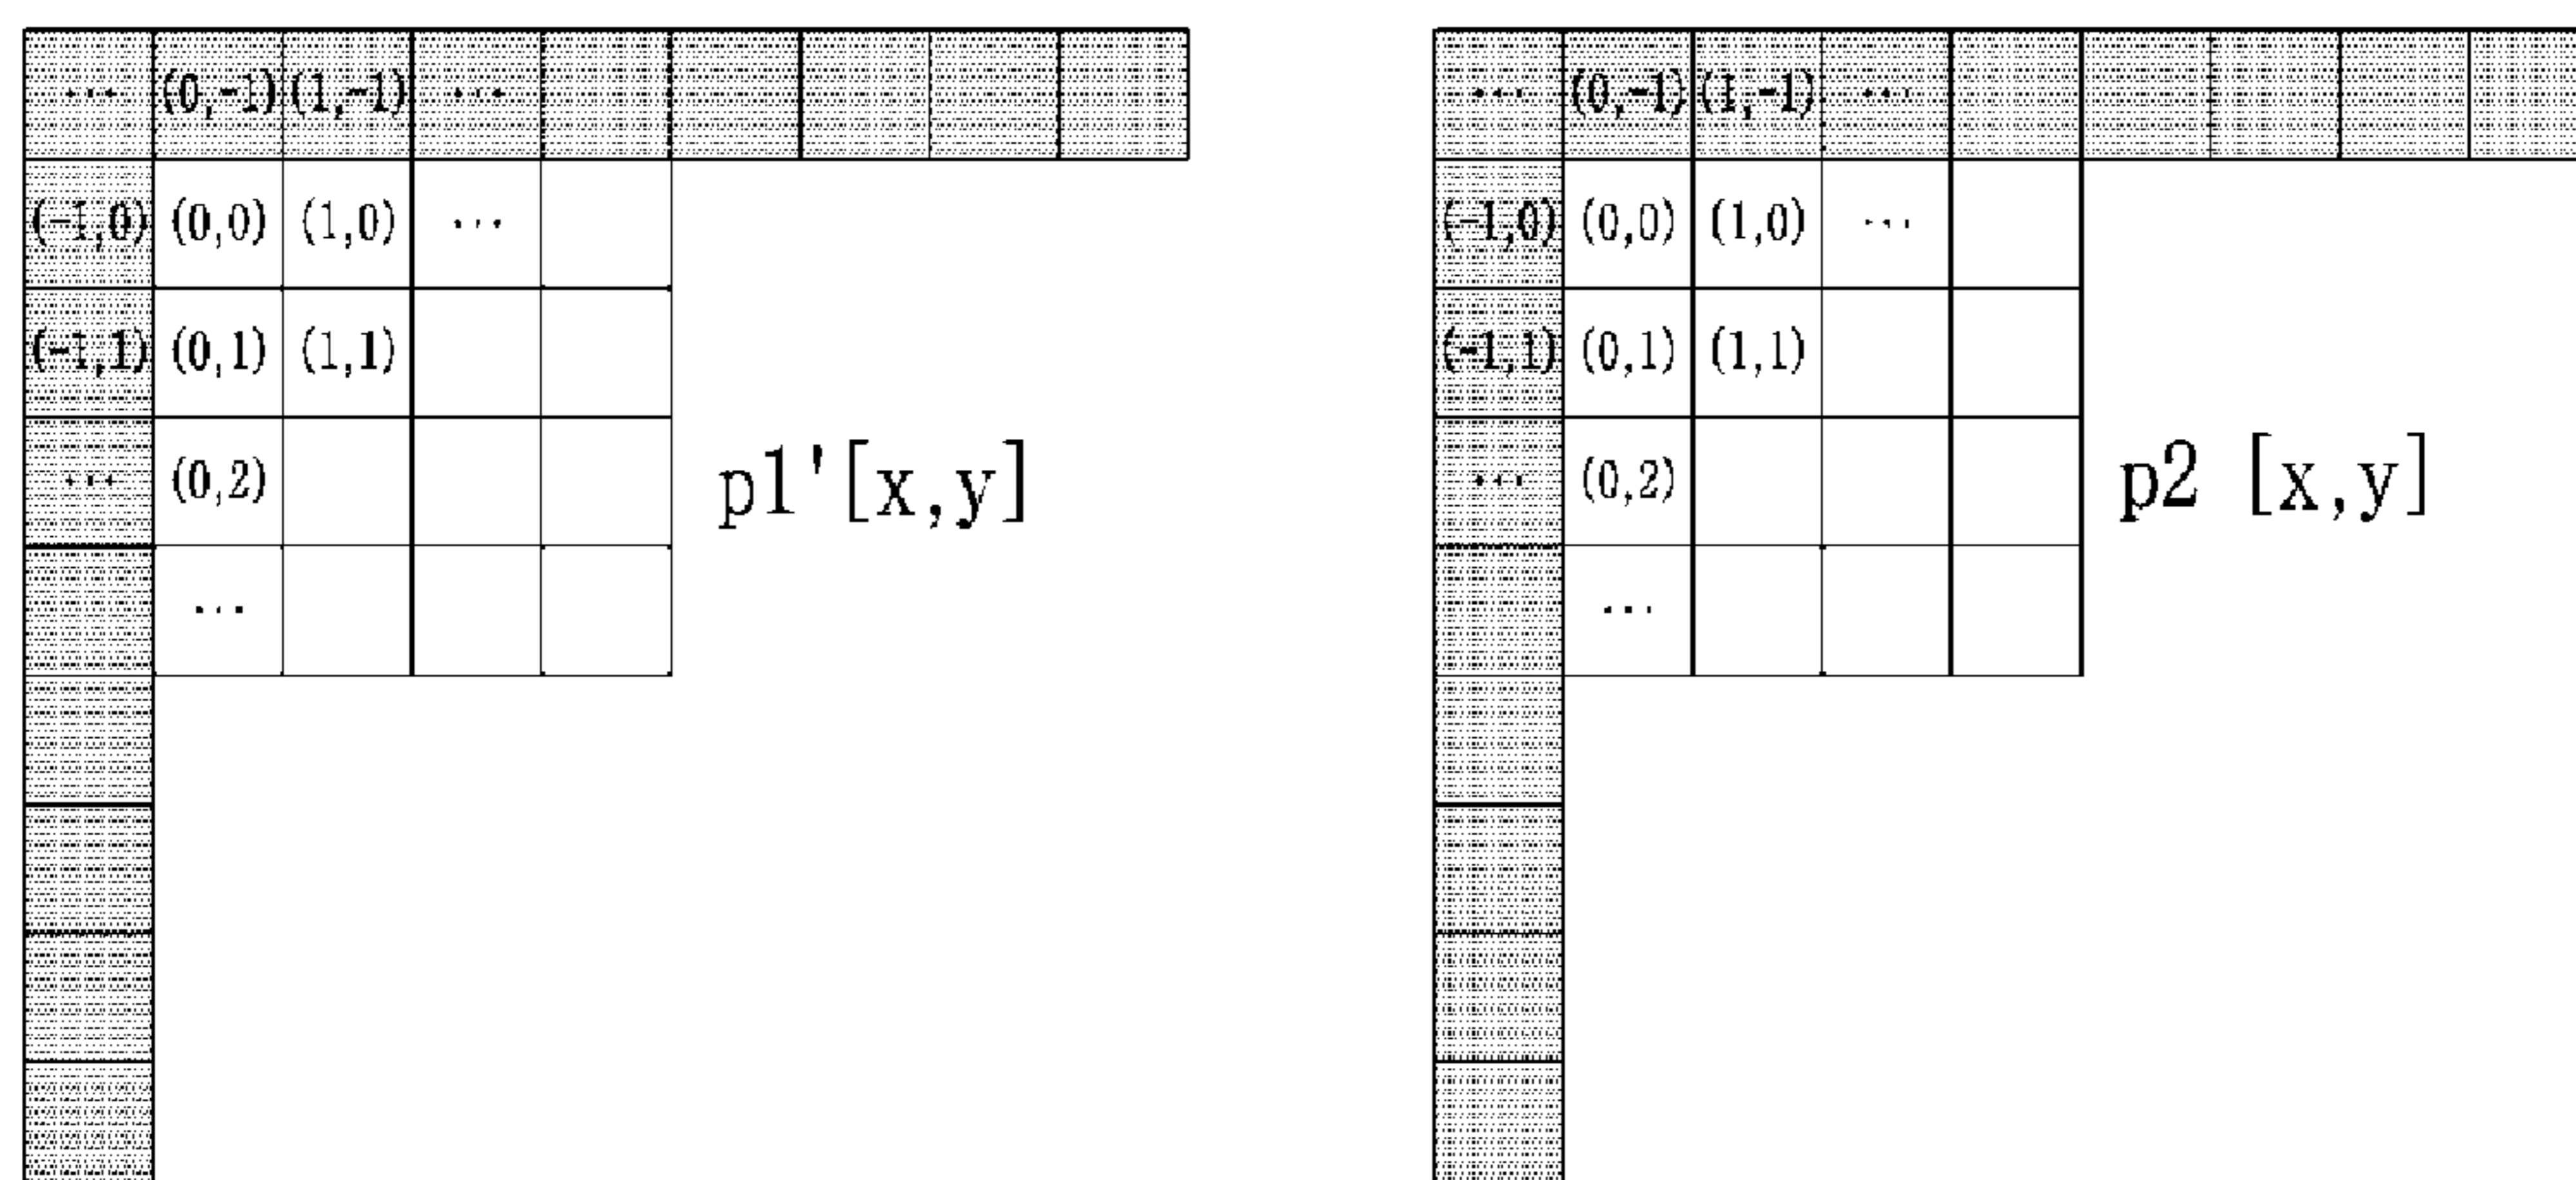 ... (0,-1) (1,-1) ...
(-1,0) (0,0) (1,0) ...
(-1,1) (0,1) (1,1)
... (0,2)
...
p1'[x,y]
... (0,-1) (1,-1) ...
(-1,0) (0,0) (1,0) ...
(-1,1) (0,1) (1,1)
... (0,2)
...
p2 [x,y]